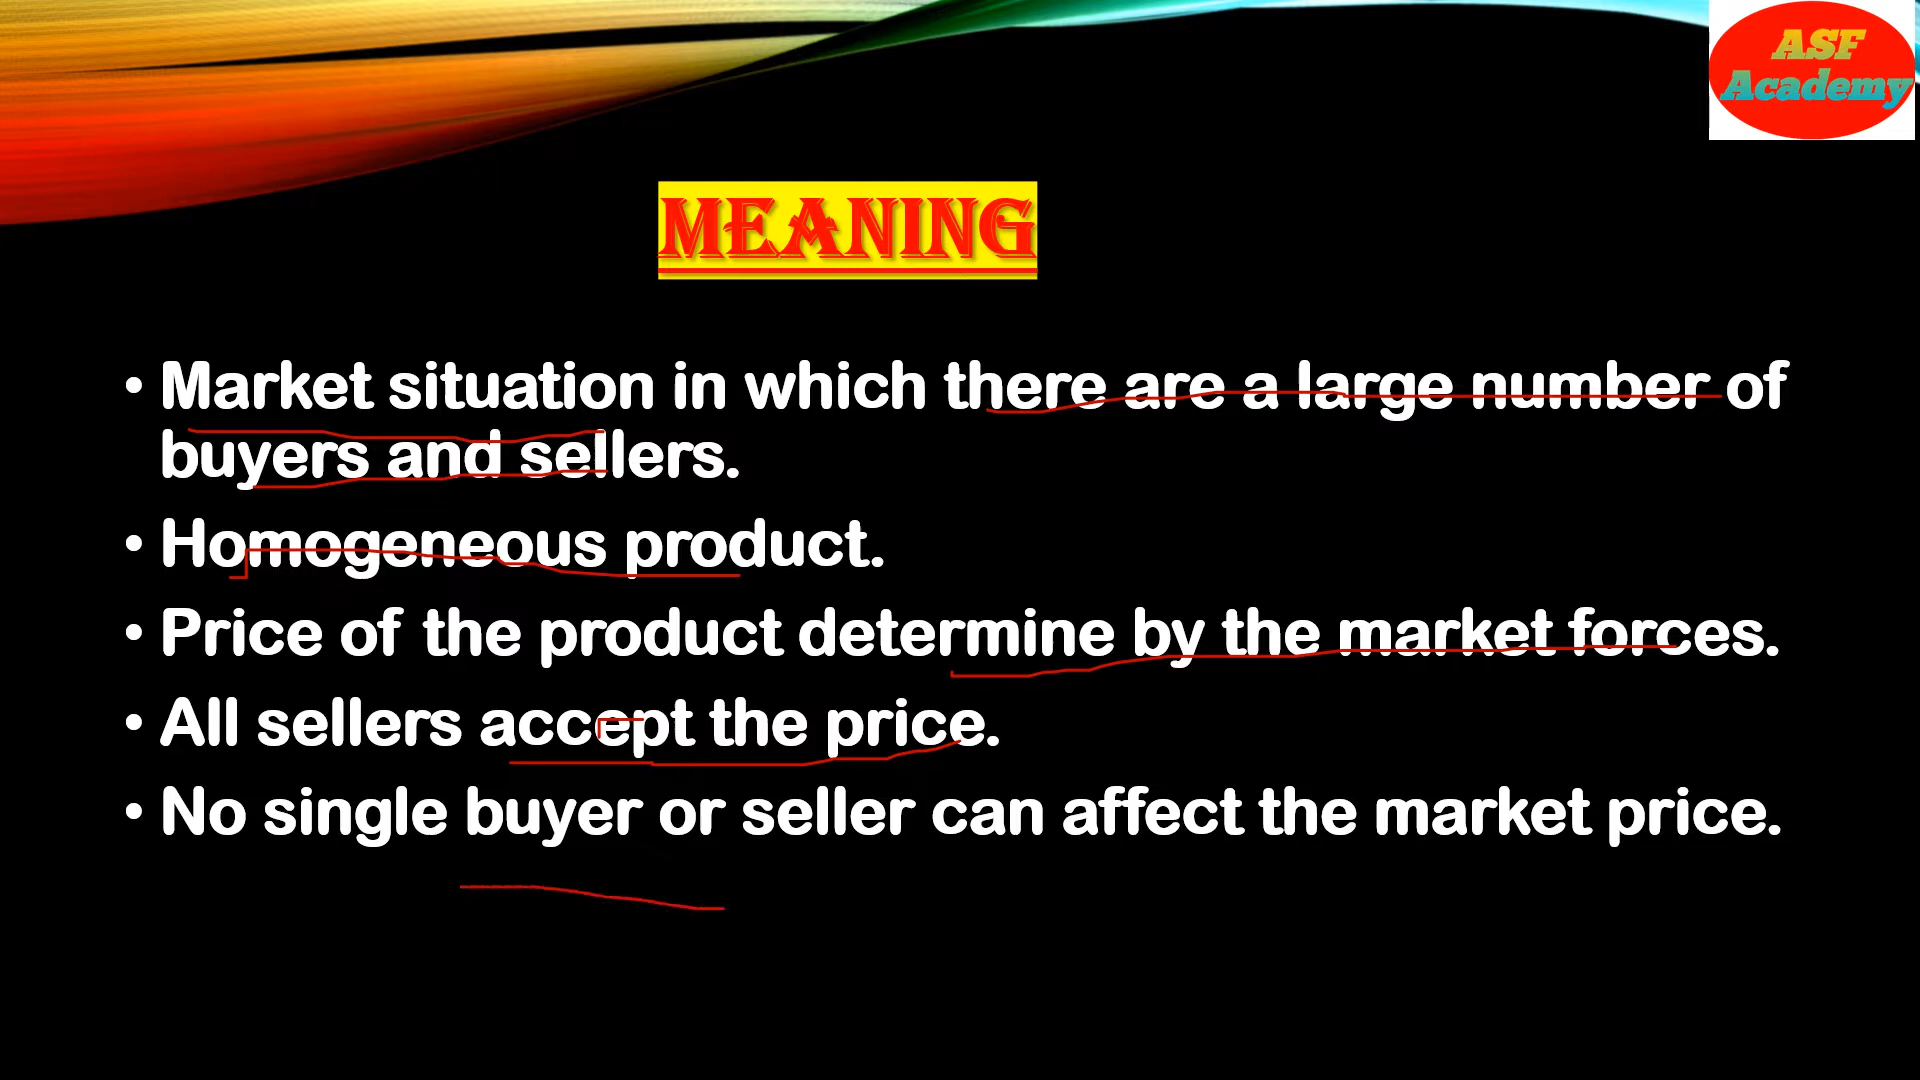 ASF
Academy
MEANING
• Market situation in which there are a large number of
buyers and sellers.
• Homogeneous product.
• Price of the product determine by the market forces.
• All sellers accept the price.
• No single buyer or seller can affect the market price.